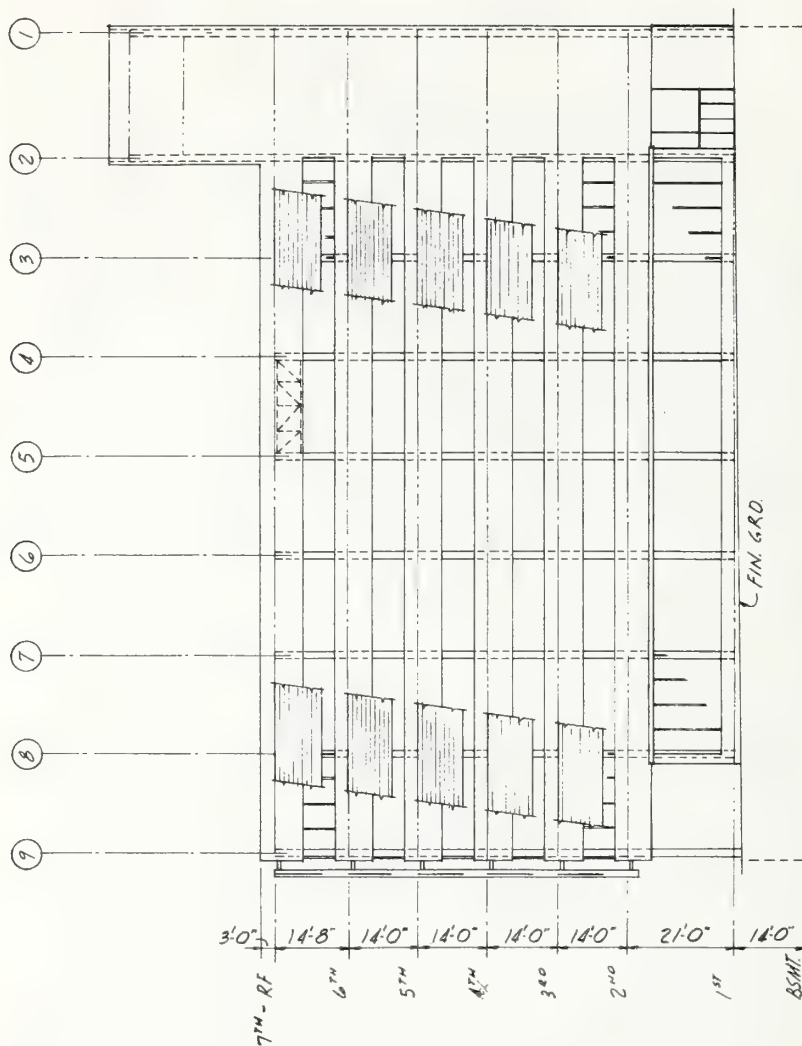 1
2
3
4
5
6
7
8
9
FIN. GRD.
3'-0" 14'-8" 14'-0" 14'-0" 14'-0" 14'-0" 21'-0" 14'-0"
7TH - RF
6TH
5TH
4TH
3RD
2ND
1ST
BSMT.